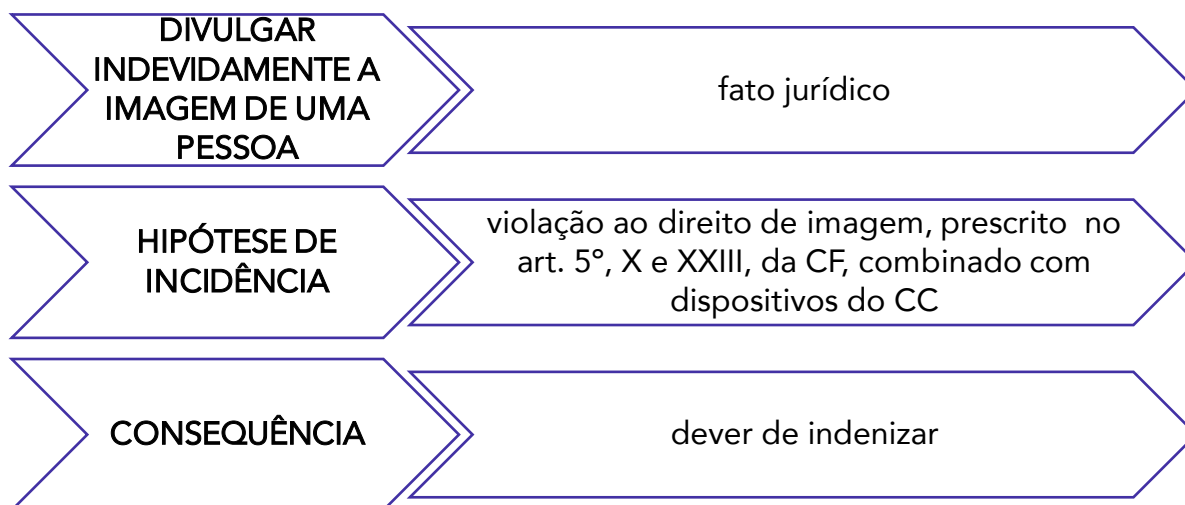 DIVULGAR
INDEVIDAMENTE A
IMAGEM DE UMA
PESSOA
fato jurídico
HIPÓTESE DE
INCIDÊNCIA
violação ao direito de imagem, prescrito no
art. 5º, X e XXIII, da CF, combinado com
dispositivos do CC
CONSEQUÊNCIA
dever de indenizar